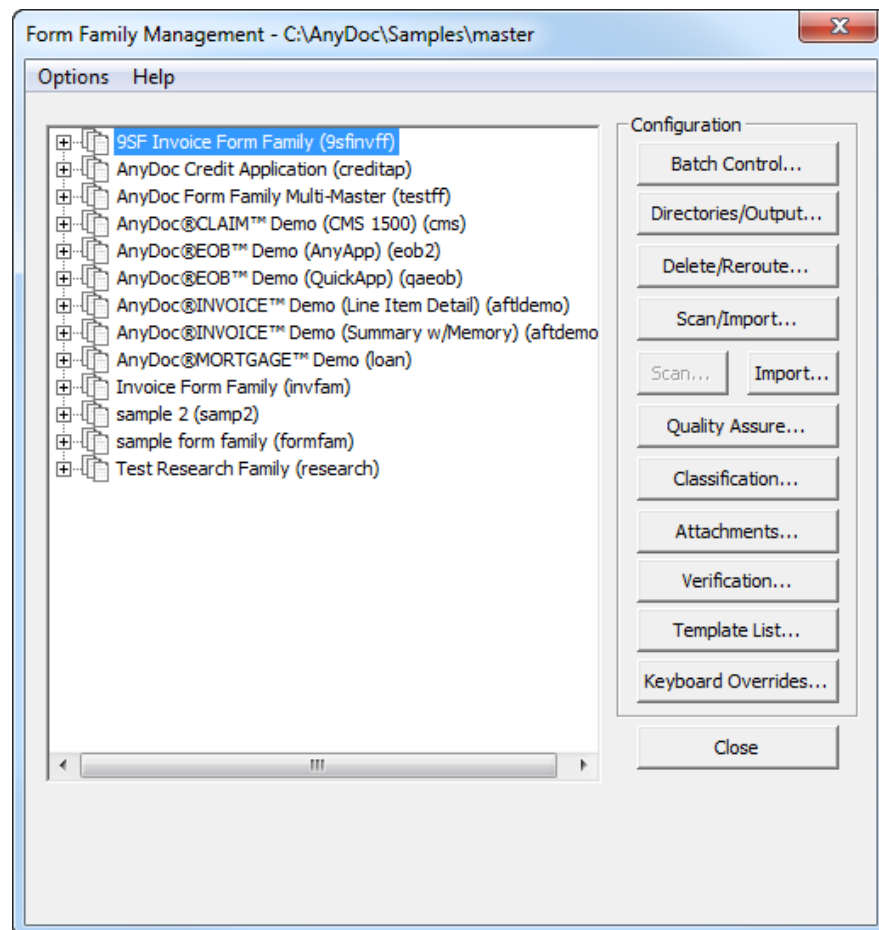 Form Family Management - C:\AnyDoc\Samples\master
Options Help
9SF Invoice Form Family (9sfinvff)
AnyDoc Credit Application (creditap)
AnyDoc Form Family Multi-Master (testff)
AnyDoc®CLAIM™ Demo (CMS 1500) (cms)
AnyDoc®EOB™ Demo (AnyApp) (eob2)
AnyDoc®EOB™ Demo (QuickApp) (qaeob)
AnyDoc®INVOICE™ Demo (Line Item Detail) (aftldemo)
AnyDoc®INVOICE™ Demo (Summary w/Memory) (aftdemo
AnyDoc®MORTGAGE™ Demo (loan)
Invoice Form Family (invfam)
sample 2 (samp2)
sample form family (formfam)
Test Research Family (research)
Configuration
Batch Control...
Directories/Output...
Delete/Reroute...
Scan/Import...
Scan... Import...
Quality Assure...
Classification...
Attachments...
Verification...
Template List...
Keyboard Overrides...
Close